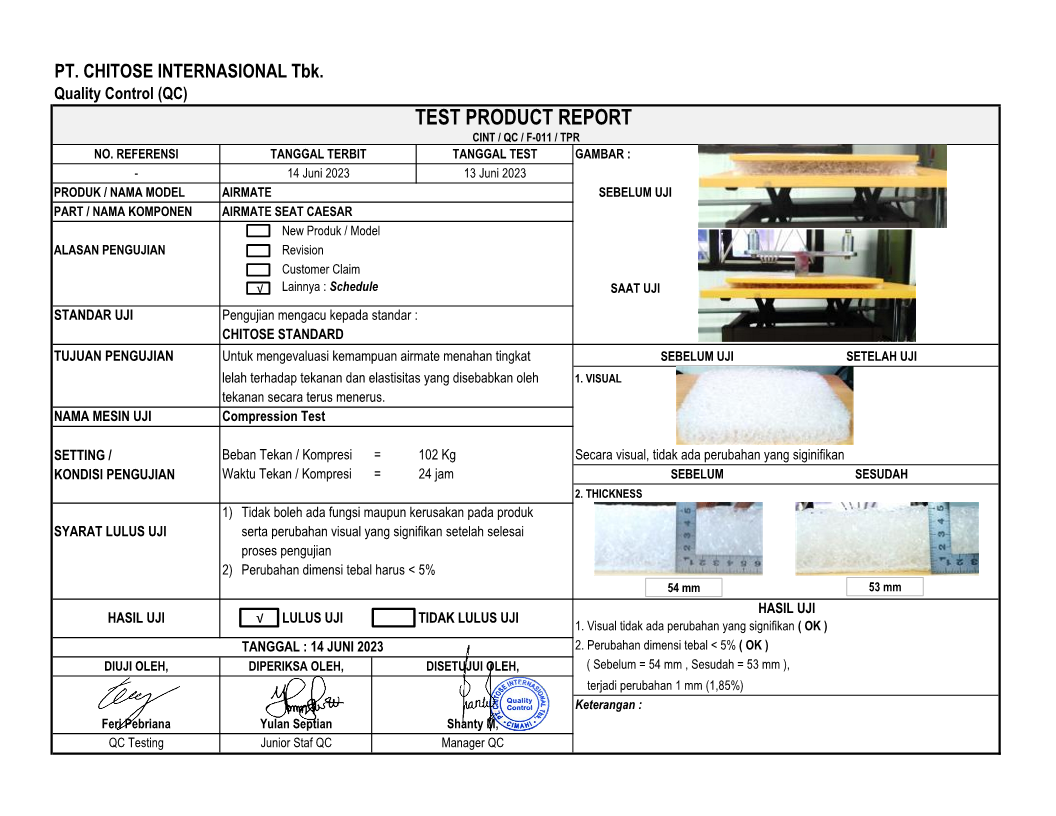 PT. CHITOSE INTERNASIONAL Tbk.
Quality Control (QC)
TEST PRODUCT REPORT
CINT / QC / F-011 / TPR
NO. REFERENSI TANGGAL TERBIT TANGGAL TEST
- 14 Juni 2023 13 Juni 2023
PRODUK / NAMA MODEL AIRMATE
PART / NAMA KOMPONEN AIRMATE SEAT CAESAR
ALASAN PENGUJIAN
New Produk / Model
Revision
Customer Claim
√ Lainnya : Schedule
STANDAR UJI Pengujian mengacu kepada standar :
CHITOSE STANDARD
TUJUAN PENGUJIAN Untuk mengevaluasi kemampuan airmate menahan tingkat
lelah terhadap tekanan dan elastisitas yang disebabkan oleh
tekanan secara terus menerus.
NAMA MESIN UJI Compression Test
SETTING /
KONDISI PENGUJIAN
Beban Tekan / Kompresi = 102 Kg
Waktu Tekan / Kompresi = 24 jam
SYARAT LULUS UJI
1) Tidak boleh ada fungsi maupun kerusakan pada produk
serta perubahan visual yang signifikan setelah selesai
proses pengujian
2) Perubahan dimensi tebal harus < 5%
HASIL UJI √ LULUS UJI TIDAK LULUS UJI
TANGGAL : 14 JUNI 2023
DIUJI OLEH, DIPERIKSA OLEH, DISETUJUI OLEH,
Feri Pebriana Yulan Septian Shanty M,
QC Testing Junior Staf QC Manager QC
PT. CHITOSE INTERNASIONAL Tbk.
Quality
Control
CIMAHI
GAMBAR :
SEBELUM UJI
SAAT UJI
SEBELUM UJI SETELAH UJI
1. VISUAL
Secara visual, tidak ada perubahan yang siginifikan
SEBELUM SESUDAH
2. THICKNESS
54 mm 53 mm
HASIL UJI
1. Visual tidak ada perubahan yang signifikan ( OK )
2. Perubahan dimensi tebal < 5% ( OK )
( Sebelum = 54 mm , Sesudah = 53 mm ),
terjadi perubahan 1 mm (1,85%)
Keterangan :